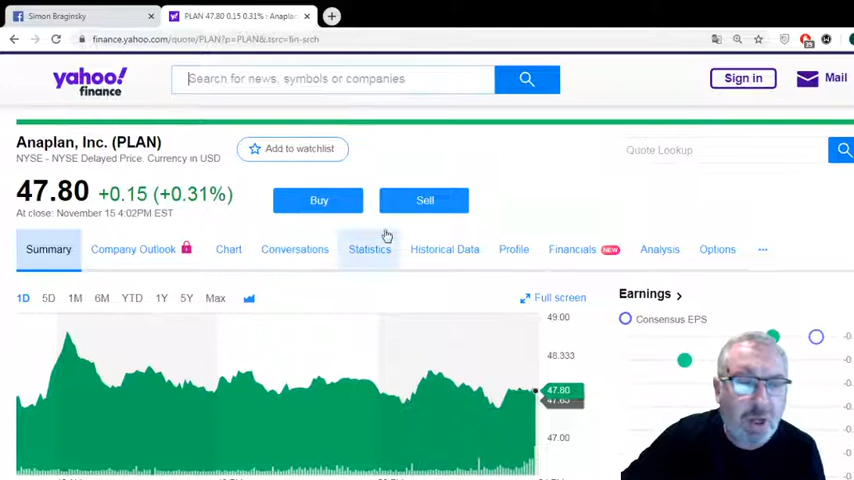 Simon Braginsky
PLAN 47.80 0.15 0.31% : Anaplan
finance.yahoo.com/quote/PLAN?p=PLAN&.tsrc=fin-srch
yahoo!
finance
Search for news, symbols or companies
Sign in
Mail
Anaplan, Inc. (PLAN)
NYSE - NYSE Delayed Price. Currency in USD
Add to watchlist
Quote Lookup
47.80 +0.15 (+0.31%)
At close: November 15 4:02PM EST
Buy
Sell
Summary
Company Outlook
Chart
Conversations
Statistics
Historical Data
Profile
Financials NEW
Analysis
Options
1D 5D 1M 6M YTD 1Y 5Y Max
Full screen
Earnings
Consensus EPS
49.00
48.333
47.80
47.65
47.00